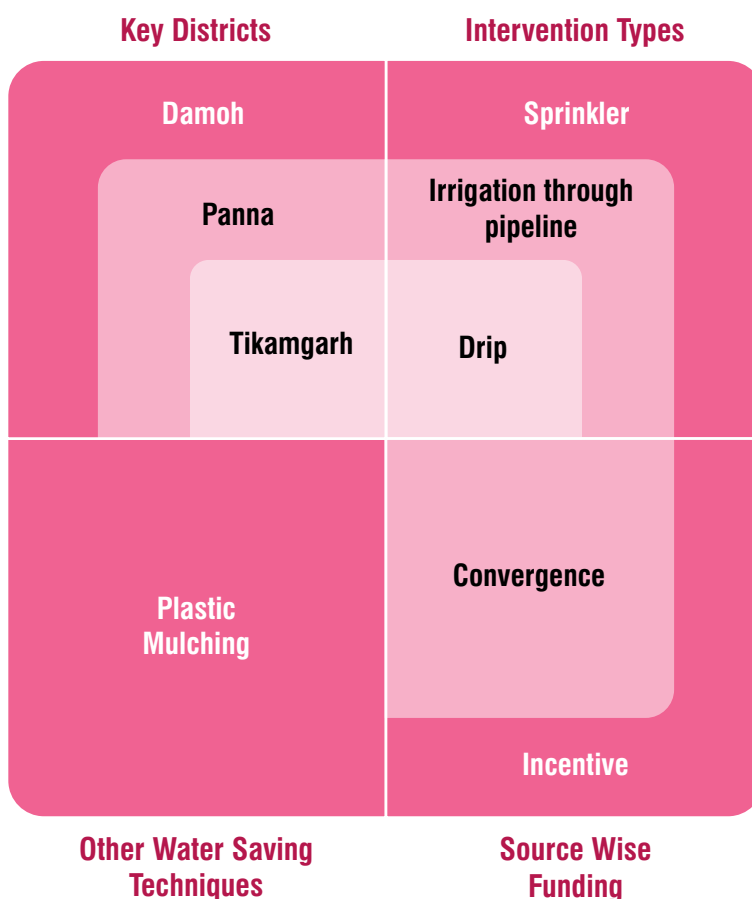 Key Districts
Intervention Types
Damoh
Sprinkler
Panna
Irrigation through
pipeline
Tikamgarh
Drip
Plastic
Mulching
Convergence
Incentive
Other Water Saving
Techniques
Source Wise
Funding